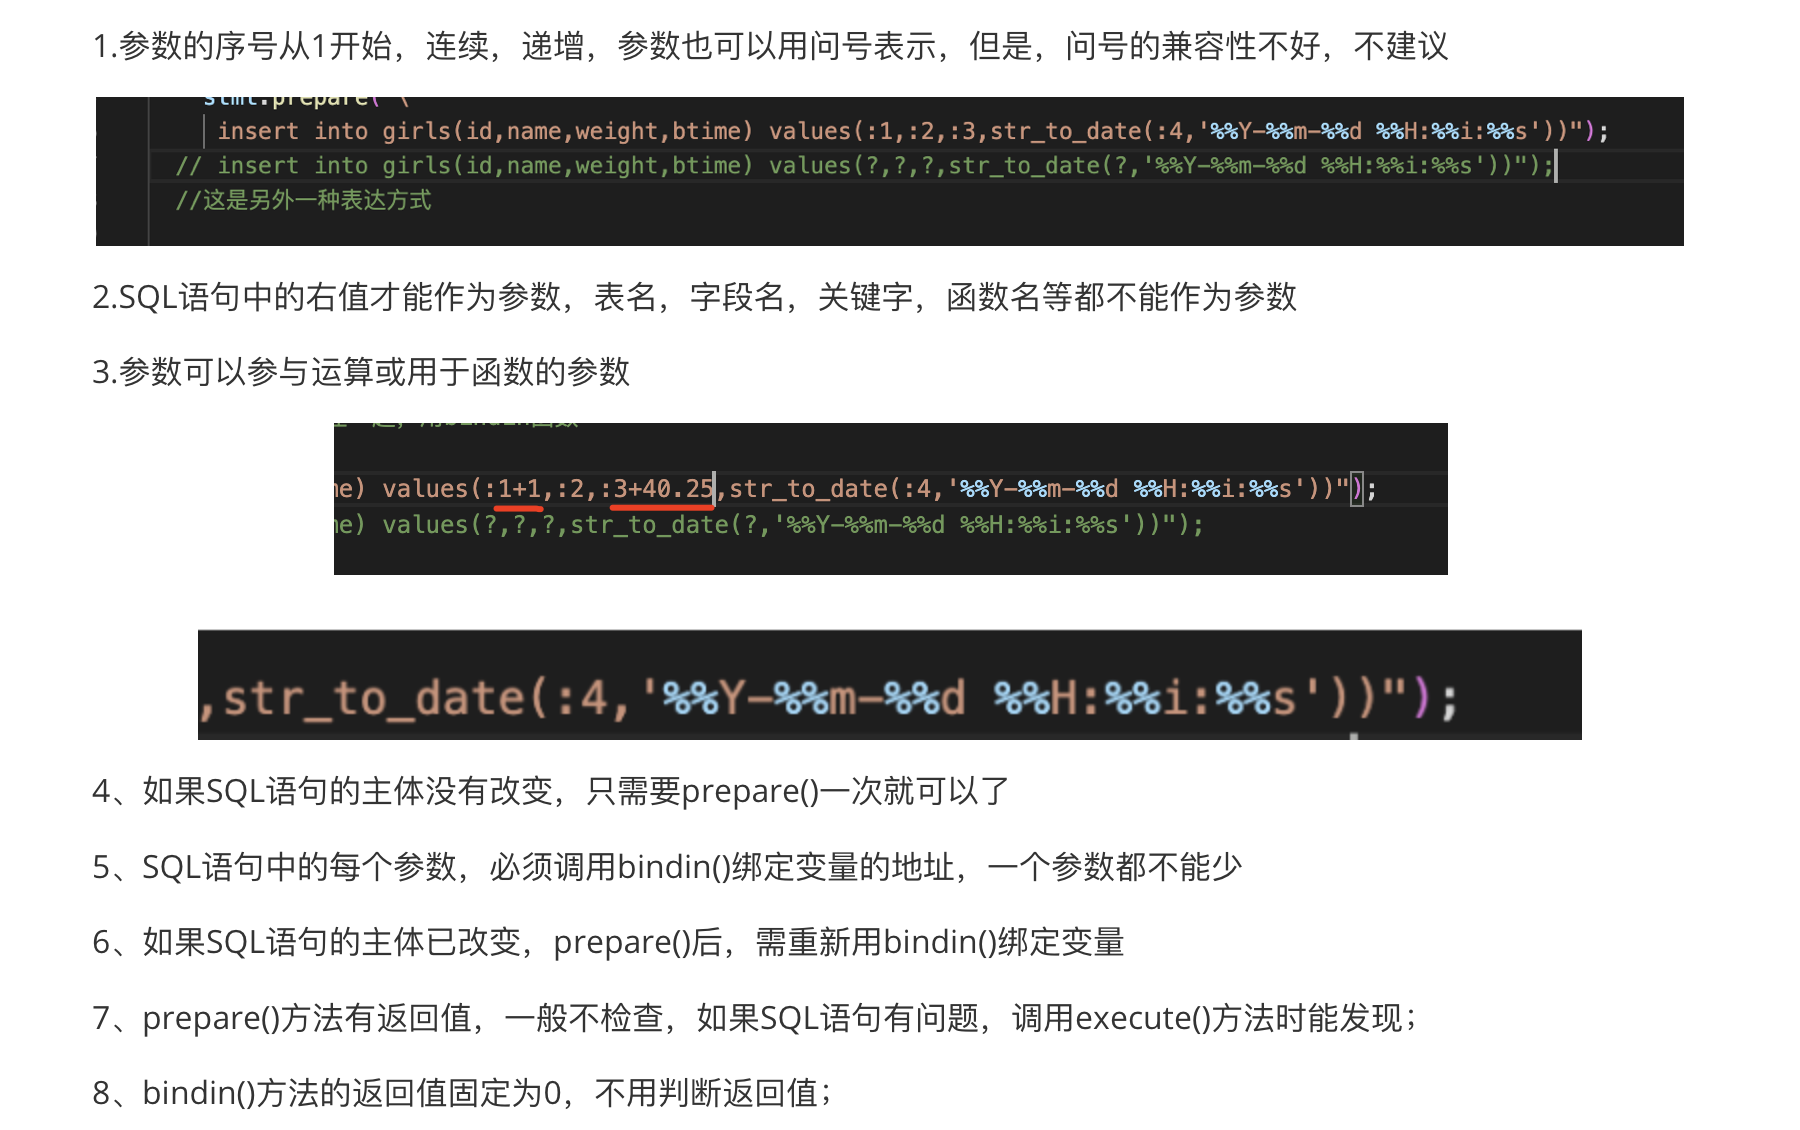 1.参数的序号从1开始，连续，递增，参数也可以用问号表示，但是，问号的兼容性不好，不建议
stmt.prepare("\
insert into girls(id,name,weight,btime) values(:1,:2,:3,str_to_date(:4,'%%Y-%%m-%%d %%H:%%i:%%s'))");
// insert into girls(id,name,weight,btime) values(?,?,?,str_to_date(?,'%%Y-%%m-%%d %%H:%%i:%%s'))");
//这是另外一种表达方式
2.SQL语句中的右值才能作为参数，表名，字段名，关键字，函数名等都不能作为参数
3.参数可以参与运算或用于函数的参数
me) values(:1+1,:2,:3+40.25,str_to_date(:4,'%%Y-%%m-%%d %%H:%%i:%%s'))");
me) values(?,?,?,str_to_date(?,'%%Y-%%m-%%d %%H:%%i:%%s'))");
,str_to_date(:4,'%%Y-%%m-%%d %%H:%%i:%%s'))");
4、如果SQL语句的主体没有改变，只需要prepare()一次就可以了
5、SQL语句中的每个参数，必须调用bindin()绑定变量的地址，一个参数都不能少
6、如果SQL语句的主体已改变，prepare()后，需重新用bindin()绑定变量
7、prepare()方法有返回值，一般不检查，如果SQL语句有问题，调用execute()方法时能发现；
8、bindin()方法的返回值固定为0，不用判断返回值；